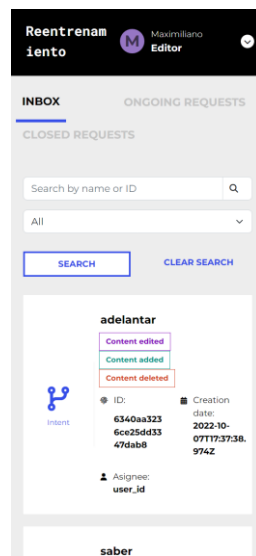 Reentrenam
iento
M
Maximiliano
Editor
INBOX
ONGOING REQUESTS
CLOSED REQUESTS
Search by name or ID
All
SEARCH
CLEAR SEARCH
adelantar
Content edited
Content added
Content deleted
Intent
ID:
6340aa323
6ce25dd33
47dab8
Creation
date:
2022-10-
07T17:37:38.
974Z
Asignee:
user_id
saber